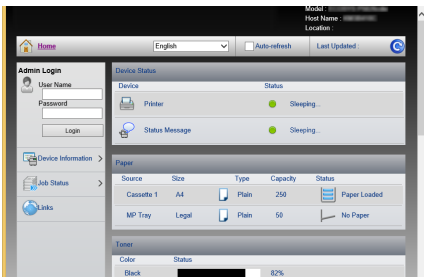 Model :
Host Name :
Location :
Home English Auto-refresh Last Updated :
Admin Login
User Name
Password
Login
Device Information >
Job Status >
Links
Device Status
Device Status
Printer Sleeping...
Status Message Sleeping...
Paper
Source Size Type Capacity Status
Cassette 1 A4 Plain 250 Paper Loaded
MP Tray Legal Plain 50 No Paper
Toner
Color Status
Black 82%